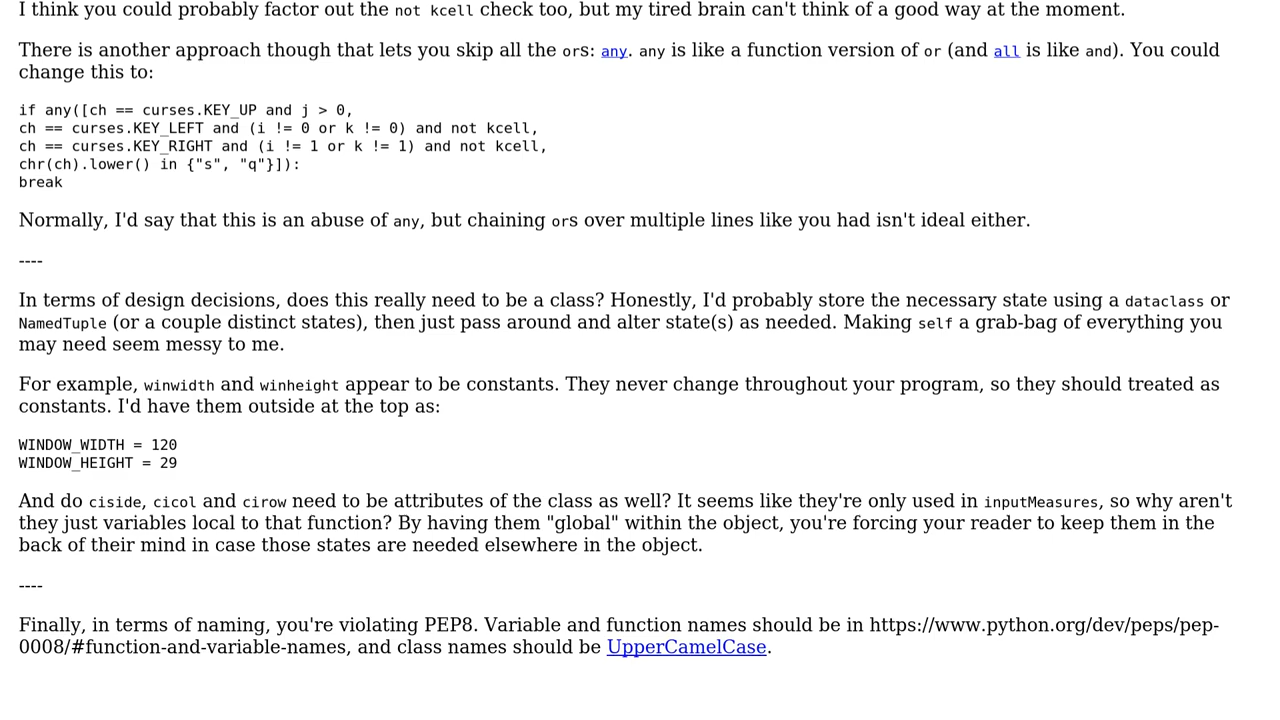 I think you could probably factor out the not kcell check too, but my tired brain can't think of a good way at the moment.
There is another approach though that lets you skip all the ors: any. any is like a function version of or (and all is like and). You could
change this to:
if any([ch == curses.KEY_UP and j > 0,
ch == curses.KEY_LEFT and (i != 0 or k != 0) and not kcell,
ch == curses.KEY_RIGHT and (i != 1 or k != 1) and not kcell,
chr(ch).lower() in {"s", "q"}]):
break
Normally, I'd say that this is an abuse of any, but chaining ors over multiple lines like you had isn't ideal either.
----
In terms of design decisions, does this really need to be a class? Honestly, I'd probably store the necessary state using a dataclass or
NamedTuple (or a couple distinct states), then just pass around and alter state(s) as needed. Making self a grab-bag of everything you
may need seem messy to me.
For example, winwidth and winheight appear to be constants. They never change throughout your program, so they should treated as
constants. I'd have them outside at the top as:
WINDOW_WIDTH = 120
WINDOW_HEIGHT = 29
And do ciside, cicol and cirow need to be attributes of the class as well? It seems like they're only used in inputMeasures, so why aren't
they just variables local to that function? By having them "global" within the object, you're forcing your reader to keep them in the
back of their mind in case those states are needed elsewhere in the object.
----
Finally, in terms of naming, you're violating PEP8. Variable and function names should be in https://www.python.org/dev/peps/pep-
0008/#function-and-variable-names, and class names should be UpperCamelCase.